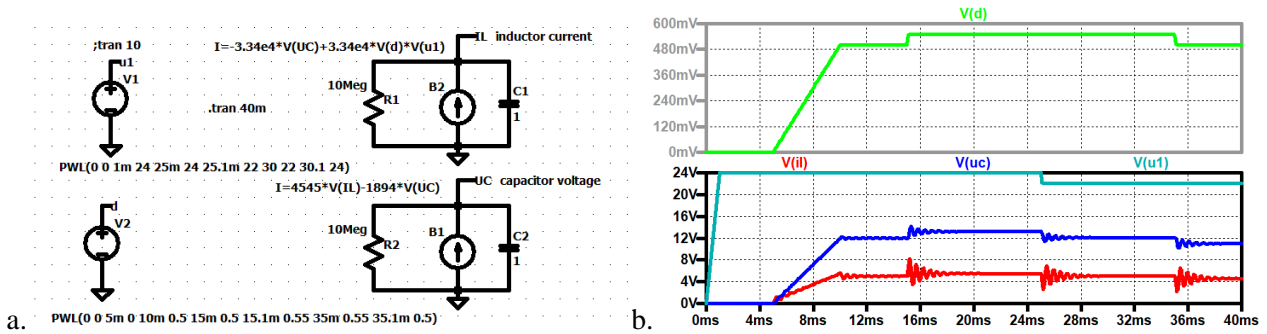 ;tran 10
I=-3.34e4*V(UC)+3.34e4*V(d)*V(u1)
IL inductor current
u1
V1
10Meg
R1
B2
C1
1
.tran 40m
PWL(0 0 1m 24 25m 24 25.1m 22 30 22 30.1 24)
I=4545*V(IL)-1894*V(UC)
UC capacitor voltage
d
V2
10Meg
R2
B1
C2
1
PWL(0 0 5m 0 10m 0.5 15m 0.5 15.1m 0.55 35m 0.55 35.1m 0.5)
a.
V(d)
600mV
480mV
360mV
240mV
120mV
0mV
V(il) V(uc) V(u1)
24V
20V
16V
12V
8V
4V
0V
0ms 4ms 8ms 12ms 16ms 20ms 24ms 28ms 32ms 36ms 40ms
b.